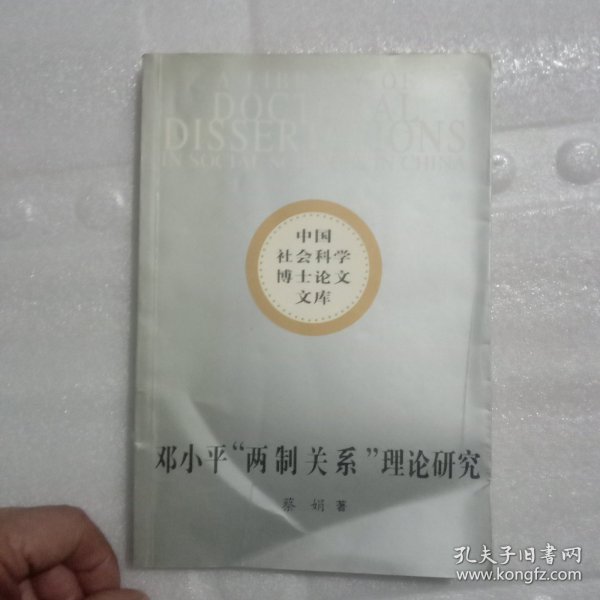 DOCTORAL
DISSERTATIONS
IN SOCIAL SCIENCES IN CHINA
中国
社会科学
博士论文
文库
邓小平“两制关系”理论研究
蔡娟 著
孔夫子旧书网
www.kongfz.com